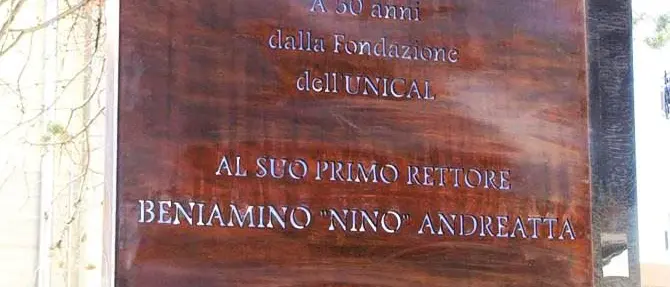 A 50 anni
dalla Fondazione
dell'UNICAL
AL SUO PRIMO RETTORE
BENIAMINO "NINO" ANDREATTA